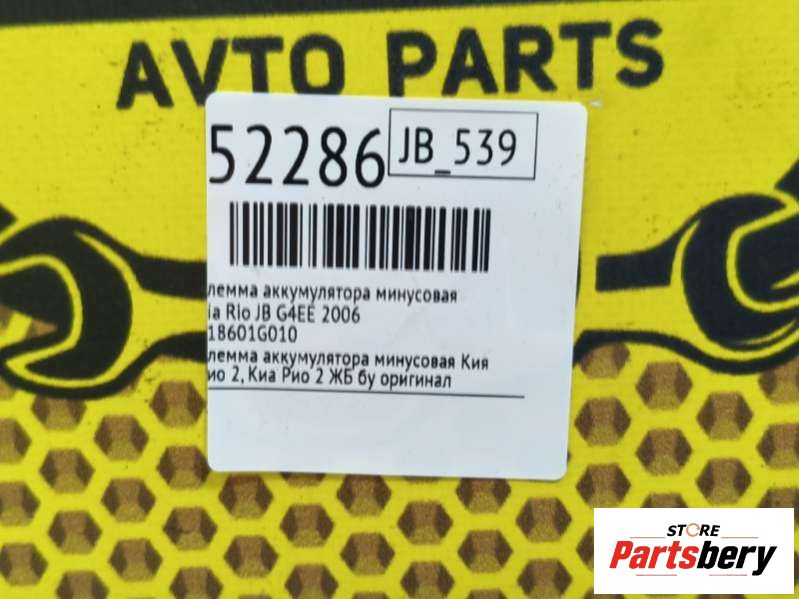 AVTO PARTS
52286
JB_539
лемма аккумулятора минусовая
ia Rio JB G4EE 2006
18601G010
лемма аккумулятора минусовая Кия
ио 2, Киа Рио 2 ЖБ бу оригинал
STORE
Partsbery